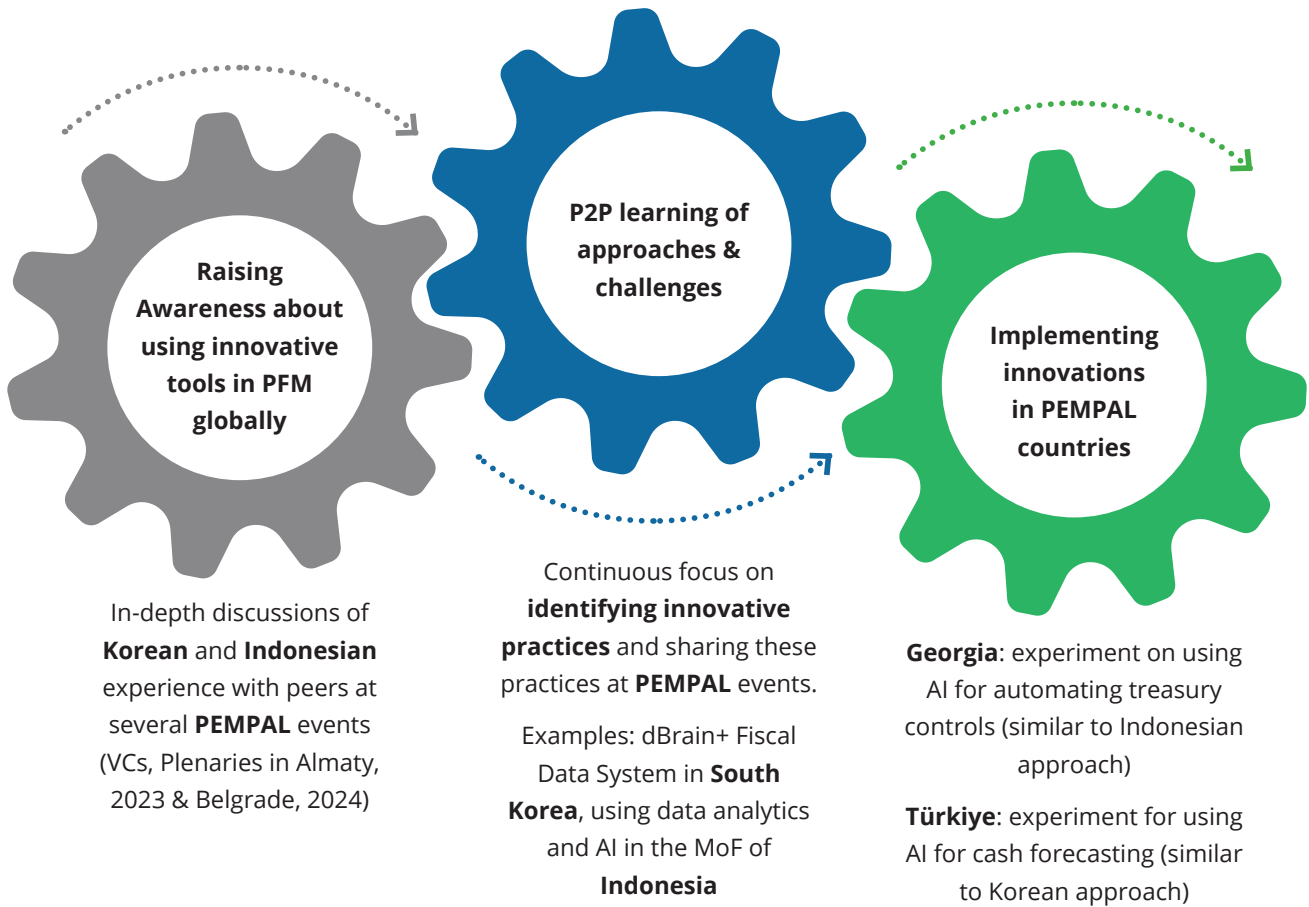 Raising
Awareness about
using innovative
tools in PFM
globally
In-depth discussions of
Korean and Indonesian
experience with peers at
several PEMPAL events
(VCs, Plenaries in Almaty,
2023 & Belgrade, 2024)
P2P learning of
approaches &
challenges
Continuous focus on
identifying innovative
practices and sharing these
practices at PEMPAL events.
Examples: dBrain+ Fiscal
Data System in South
Korea, using data analytics
and AI in the MoF of
Indonesia
Implementing
innovations
in PEMPAL
countries
Georgia: experiment on using
AI for automating treasury
controls (similar to Indonesian
approach)
Türkiye: experiment for using
AI for cash forecasting (similar
to Korean approach)